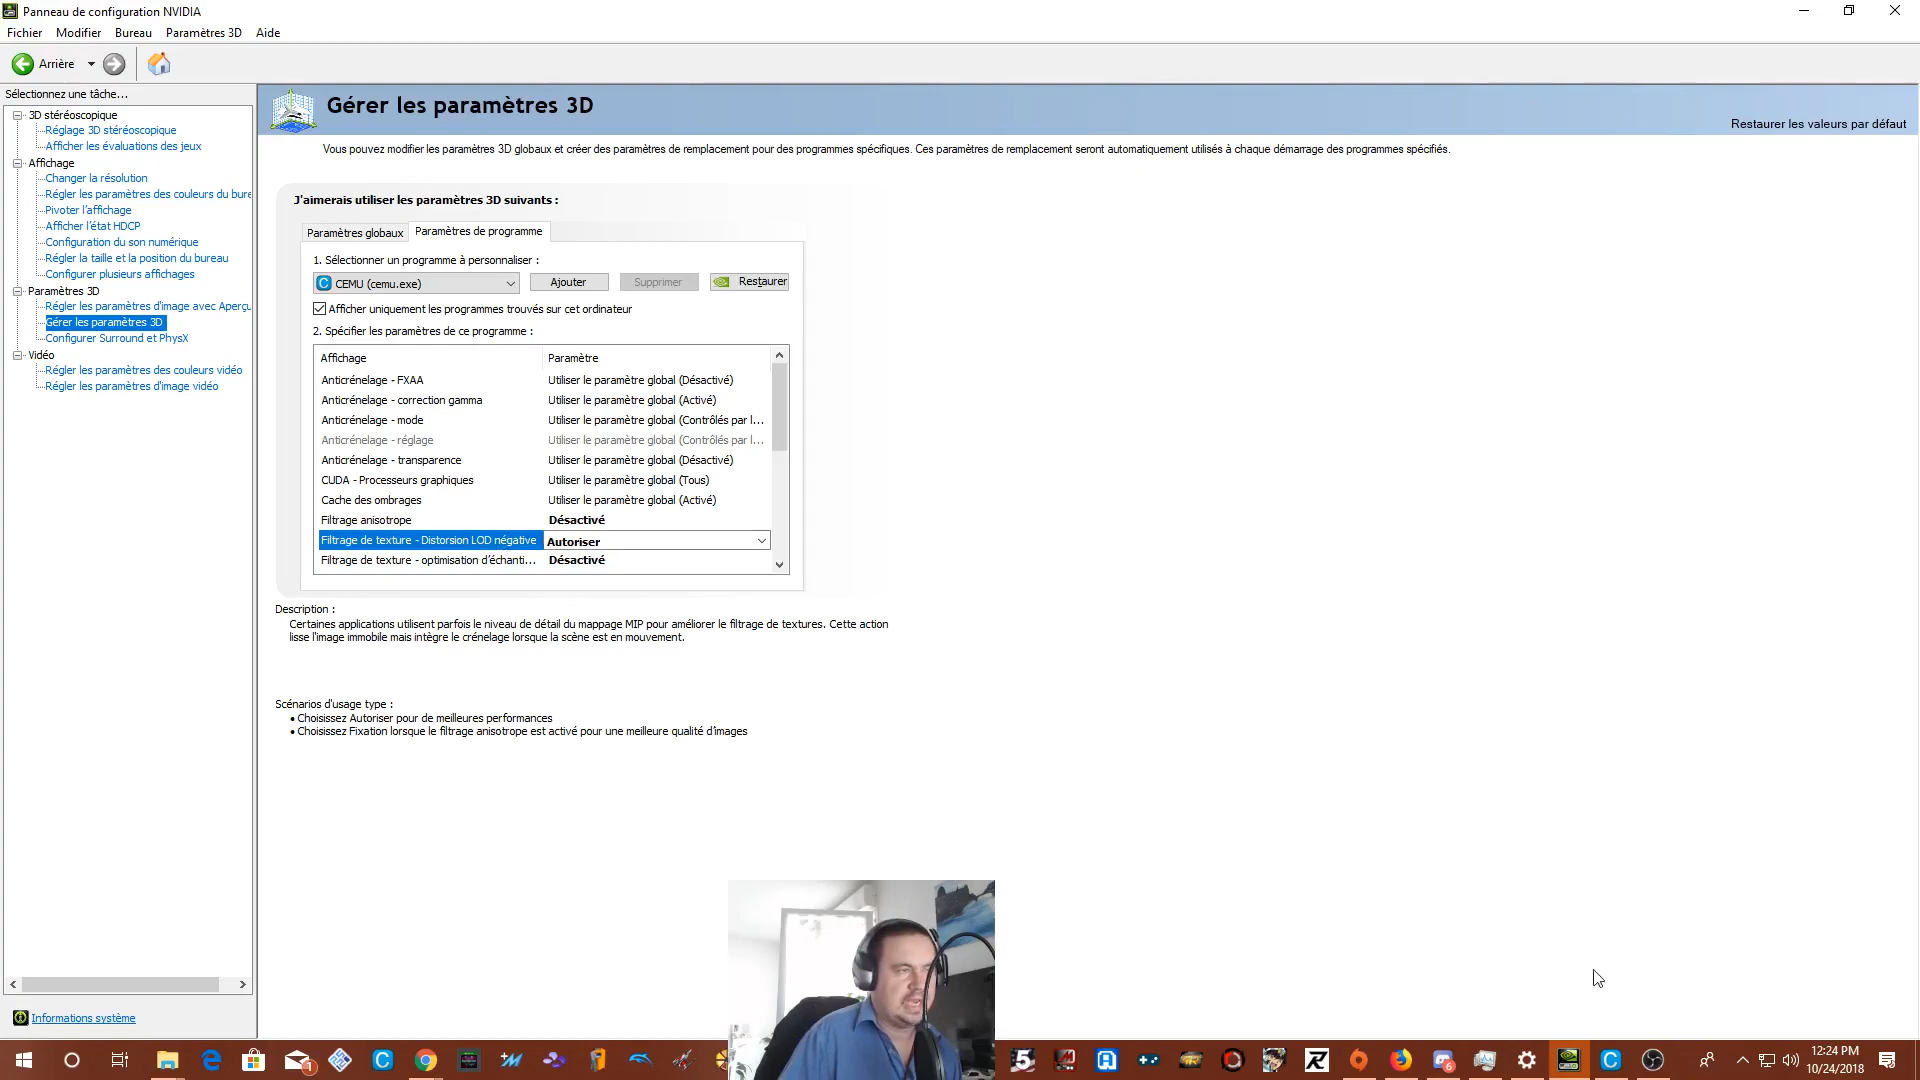 Panneau de configuration NVIDIA
Fichier Modifier Bureau Paramètres 3D Aide
Arrière
Sélectionnez une tâche...
3D stéréoscopique
Réglage 3D stéréoscopique
Afficher les évaluations des jeux
Affichage
Changer la résolution
Régler les paramètres des couleurs du bure
Pivoter l'affichage
Afficher l'état HDCP
Configuration du son numérique
Régler la taille et la position du bureau
Configurer plusieurs affichages
Paramètres 3D
Régler les paramètres d'image avec Aperçu
Gérer les paramètres 3D
Configurer Surround et PhysX
Vidéo
Régler les paramètres des couleurs vidéo
Régler les paramètres d'image vidéo
Informations système
Gérer les paramètres 3D
Restaurer les valeurs par défaut
Vous pouvez modifier les paramètres 3D globaux et créer des paramètres de remplacement pour des programmes spécifiques. Ces paramètres de remplacement seront automatiquement utilisés à chaque démarrage des programmes spécifiés.
J'aimerais utiliser les paramètres 3D suivants :
Paramètres globaux Paramètres de programme
1. Sélectionner un programme à personnaliser :
CEMU (cemu.exe) Ajouter Supprimer Restaurer
Afficher uniquement les programmes trouvés sur cet ordinateur
2. Spécifier les paramètres de ce programme :
Affichage Paramètre
Anticrénelage - FXAA Utiliser le paramètre global (Désactivé)
Anticrénelage - correction gamma Utiliser le paramètre global (Activé)
Anticrénelage - mode Utiliser le paramètre global (Contrôlés par l...
Anticrénelage - réglage Utiliser le paramètre global (Contrôlés par l...
Anticrénelage - transparence Utiliser le paramètre global (Désactivé)
CUDA - Processeurs graphiques Utiliser le paramètre global (Tous)
Cache des ombrages Utiliser le paramètre global (Activé)
Filtrage anisotrope Désactivé
Filtrage de texture - Distorsion LOD négative Autoriser
Filtrage de texture - optimisation d'échanti... Désactivé
Description :
Certaines applications utilisent parfois le niveau de détail du mappage MIP pour améliorer le filtrage de textures. Cette action
lisse l'image immobile mais intègre le crénelage lorsque la scène est en mouvement.
Scénarios d'usage type :
• Choisissez Autoriser pour de meilleures performances
• Choisissez Fixation lorsque le filtrage anisotrope est activé pour une meilleure qualité d'images
12:24 PM
10/24/2018